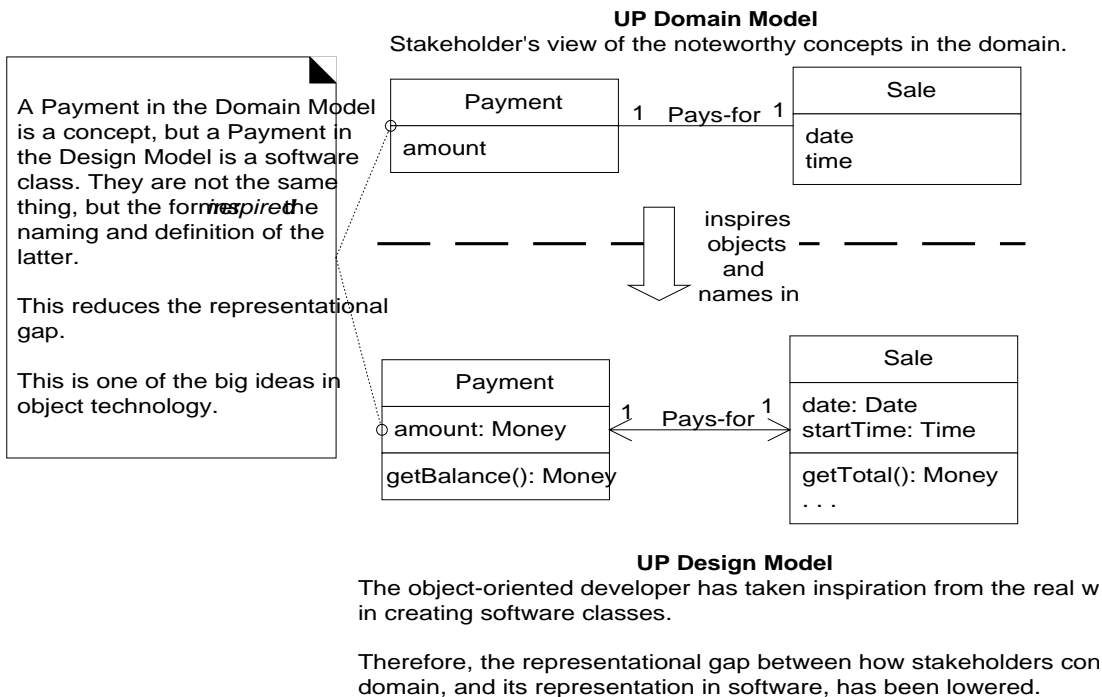 UP Domain Model
Stakeholder's view of the noteworthy concepts in the domain.
A Payment in the Domain Model
is a concept, but a Payment in
the Design Model is a software
class. They are not the same
thing, but the former inspired the
naming and definition of the
latter.
This reduces the representational
gap.
This is one of the big ideas in
object technology.
Payment
amount
1 Pays-for 1
Sale
date
time
inspires
objects
and
names in
Payment
amount: Money
getBalance(): Money
1 Pays-for 1
Sale
date: Date
startTime: Time
getTotal(): Money
. . .
UP Design Model
The object-oriented developer has taken inspiration from the real w
in creating software classes.
Therefore, the representational gap between how stakeholders con
domain, and its representation in software, has been lowered.